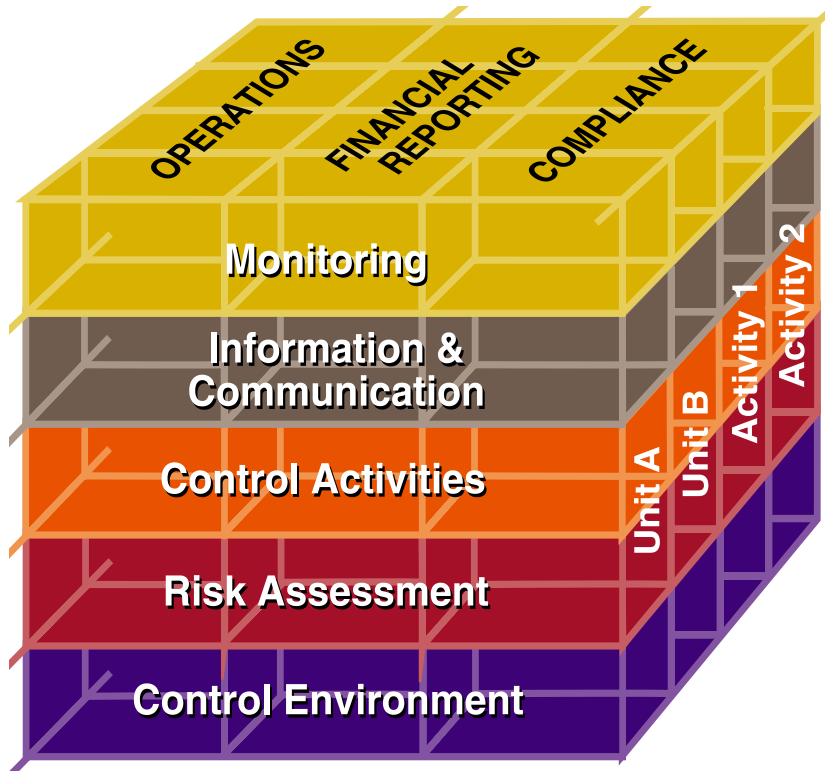 OPERATIONS
FINANCIAL
REPORTING
COMPLIANCE
Monitoring
Information &
Communication
Control Activities
Risk Assessment
Control Environment
Unit A
Unit B
Activity 1
Activity 2